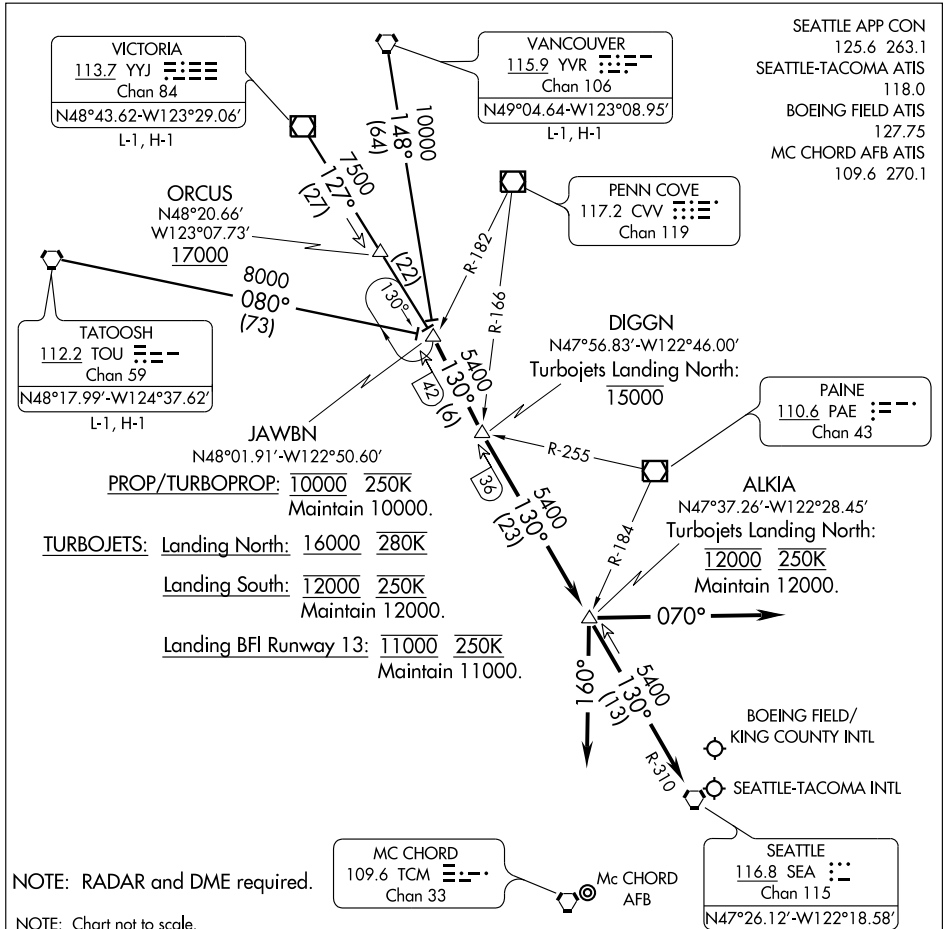 SEATTLE APP CON
125.6 263.1
SEATTLE-TACOMA ATIS
118.0
BOEING FIELD ATIS
127.75
MC CHORD AFB ATIS
109.6 270.1
VICTORIA
113.7 YYJ
Chan 84
N48°43.62-W123°29.06'
L-1, H-1
VANCOUVER
115.9 YVR
Chan 106
N49°04.64-W123°08.95'
L-1, H-1
10000
148°
(64)
7500
127°
(27)
PENN COVE
117.2 CVV
Chan 119
ORCUS
N48°20.66'
W123°07.73'
17000
(22)
130°
R-182
R-166
8000
080°
(73)
TATOOSH
112.2 TOU
Chan 59
N48°17.99'-W124°37.62'
L-1, H-1
DIGGN
N47°56.83'-W122°46.00'
Turbojets Landing North:
15000
5400
130°
(6)
42
PAINE
110.6 PAE
Chan 43
R-255
R-184
36
JAWBN
N48°01.91'-W122°50.60'
PROP/TURBOPROP: 10000 250K
Maintain 10000.
TURBOJETS: Landing North: 16000 280K
Landing South: 12000 250K
Maintain 12000.
Landing BFI Runway 13: 11000 250K
Maintain 11000.
5400
130°
(23)
ALKIA
N47°37.26'-W122°28.45'
Turbojets Landing North:
12000 250K
Maintain 12000.
070°
160°
5400
130°
(13)
R-310
BOEING FIELD/
KING COUNTY INTL
SEATTLE-TACOMA INTL
SEATTLE
116.8 SEA
Chan 115
N47°26.12'-W122°18.58'
MC CHORD
109.6 TCM
Chan 33
Mc CHORD
AFB
NOTE: RADAR and DME required.
NOTE: Chart not to scale.